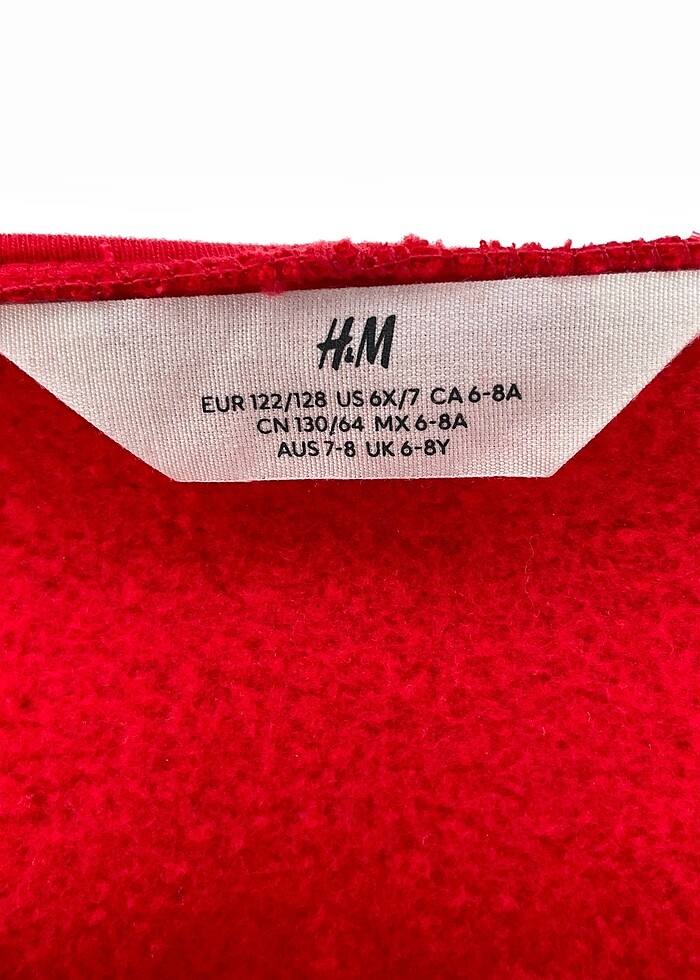 H&M
EUR 122/128 US 6X/7 CA 6-8A
CN 130/64 MX 6-8A
AUS 7-8 UK 6-8Y